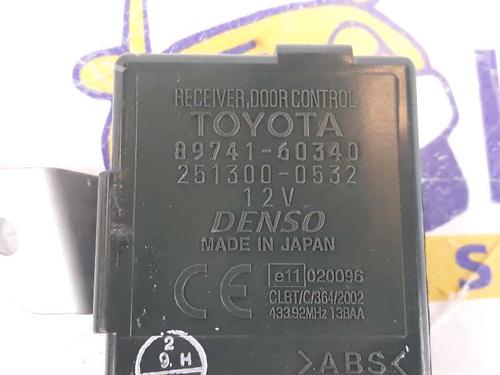 RECEIVER,DOOR CONTROL
TOYOTA
89741-60340
251300-0532
12V
DENSO
MADE IN JAPAN
CE e11 020096
CLBT/C/364/2002
433.92MHz 13BAA
2
9. H
>ABS<
S